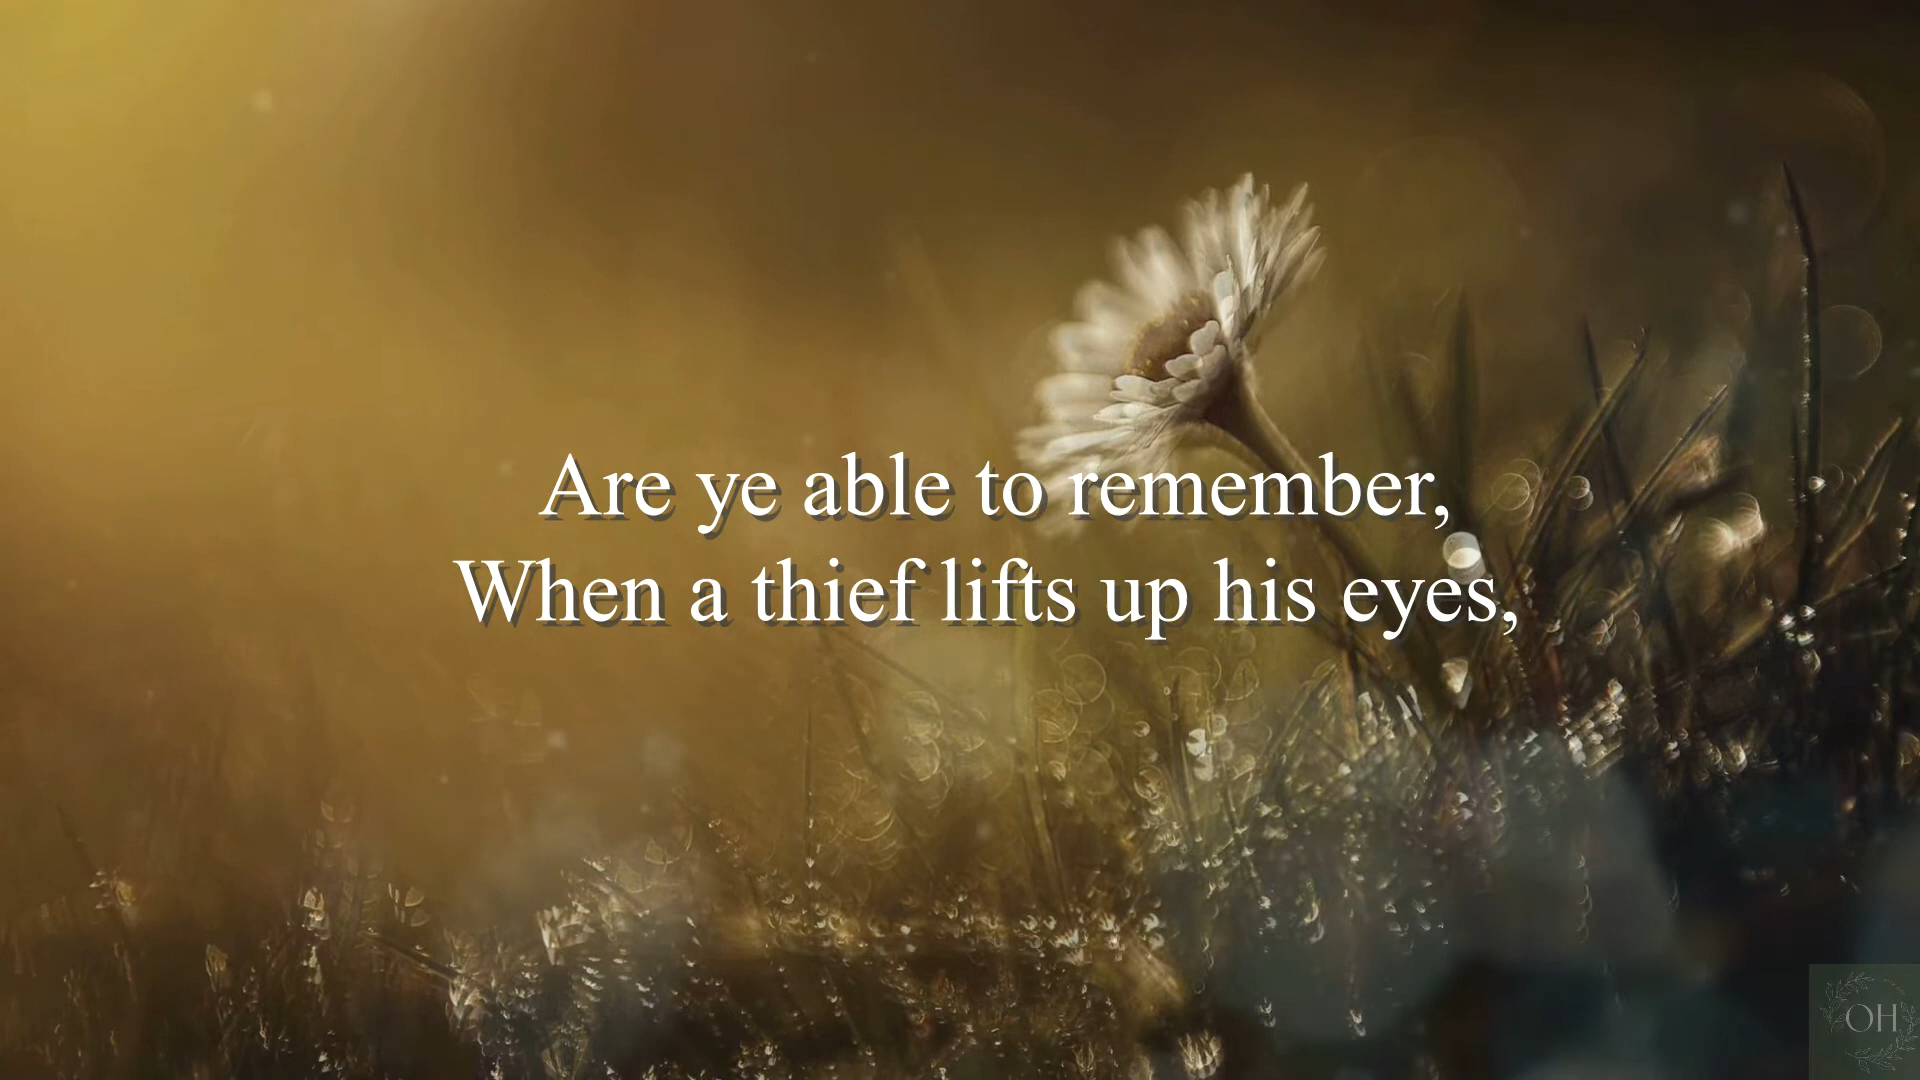 Are ye able to remember,
When a thief lifts up his eyes,
OH